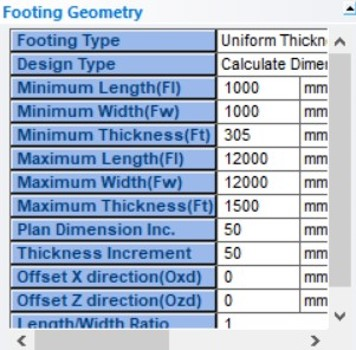 Footing Geometry
Footing Type Uniform Thickn
Design Type Calculate Dimer
Minimum Length(Fl) 1000 mm
Minimum Width(Fw) 1000 mm
Minimum Thickness(Ft) 305 mm
Maximum Length(Fl) 12000 mm
Maximum Width(Fw) 12000 mm
Maximum Thickness(Ft) 1500 mm
Plan Dimension Inc. 50 mm
Thickness Increment 50 mm
Offset X direction(Oxd) 0 mm
Offset Z direction(Ozd) 0 mm
Length/Width Ratio 1